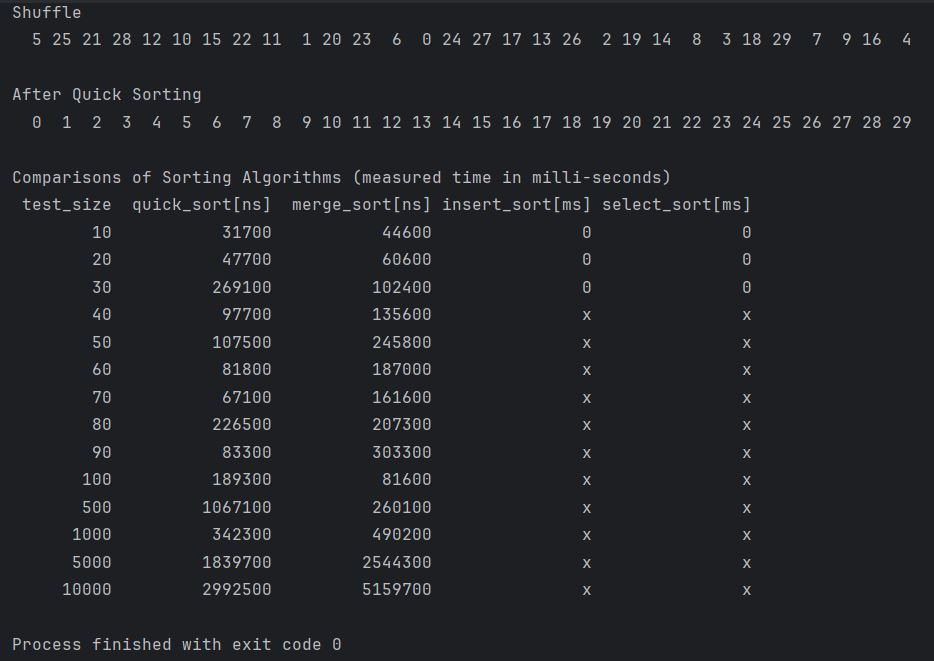 Shuffle
5 25 21 28 12 10 15 22 11 1 20 23 6 0 24 27 17 13 26 2 19 14 8 3 18 29 7 9 16 4
After Quick Sorting
0 1 2 3 4 5 6 7 8 9 10 11 12 13 14 15 16 17 18 19 20 21 22 23 24 25 26 27 28 29
Comparisons of Sorting Algorithms (measured time in milli-seconds)
test_size quick_sort[ns] merge_sort[ns] insert_sort[ms] select_sort[ms]
10 31700 44600 0 0
20 47700 60600 0 0
30 269100 102400 0 0
40 97700 135600 x x
50 107500 245800 x x
60 81800 187000 x x
70 67100 161600 x x
80 226500 207300 x x
90 83300 303300 x x
100 189300 81600 x x
500 1067100 260100 x x
1000 342300 490200 x x
5000 1839700 2544300 x x
10000 2992500 5159700 x x
Process finished with exit code 0